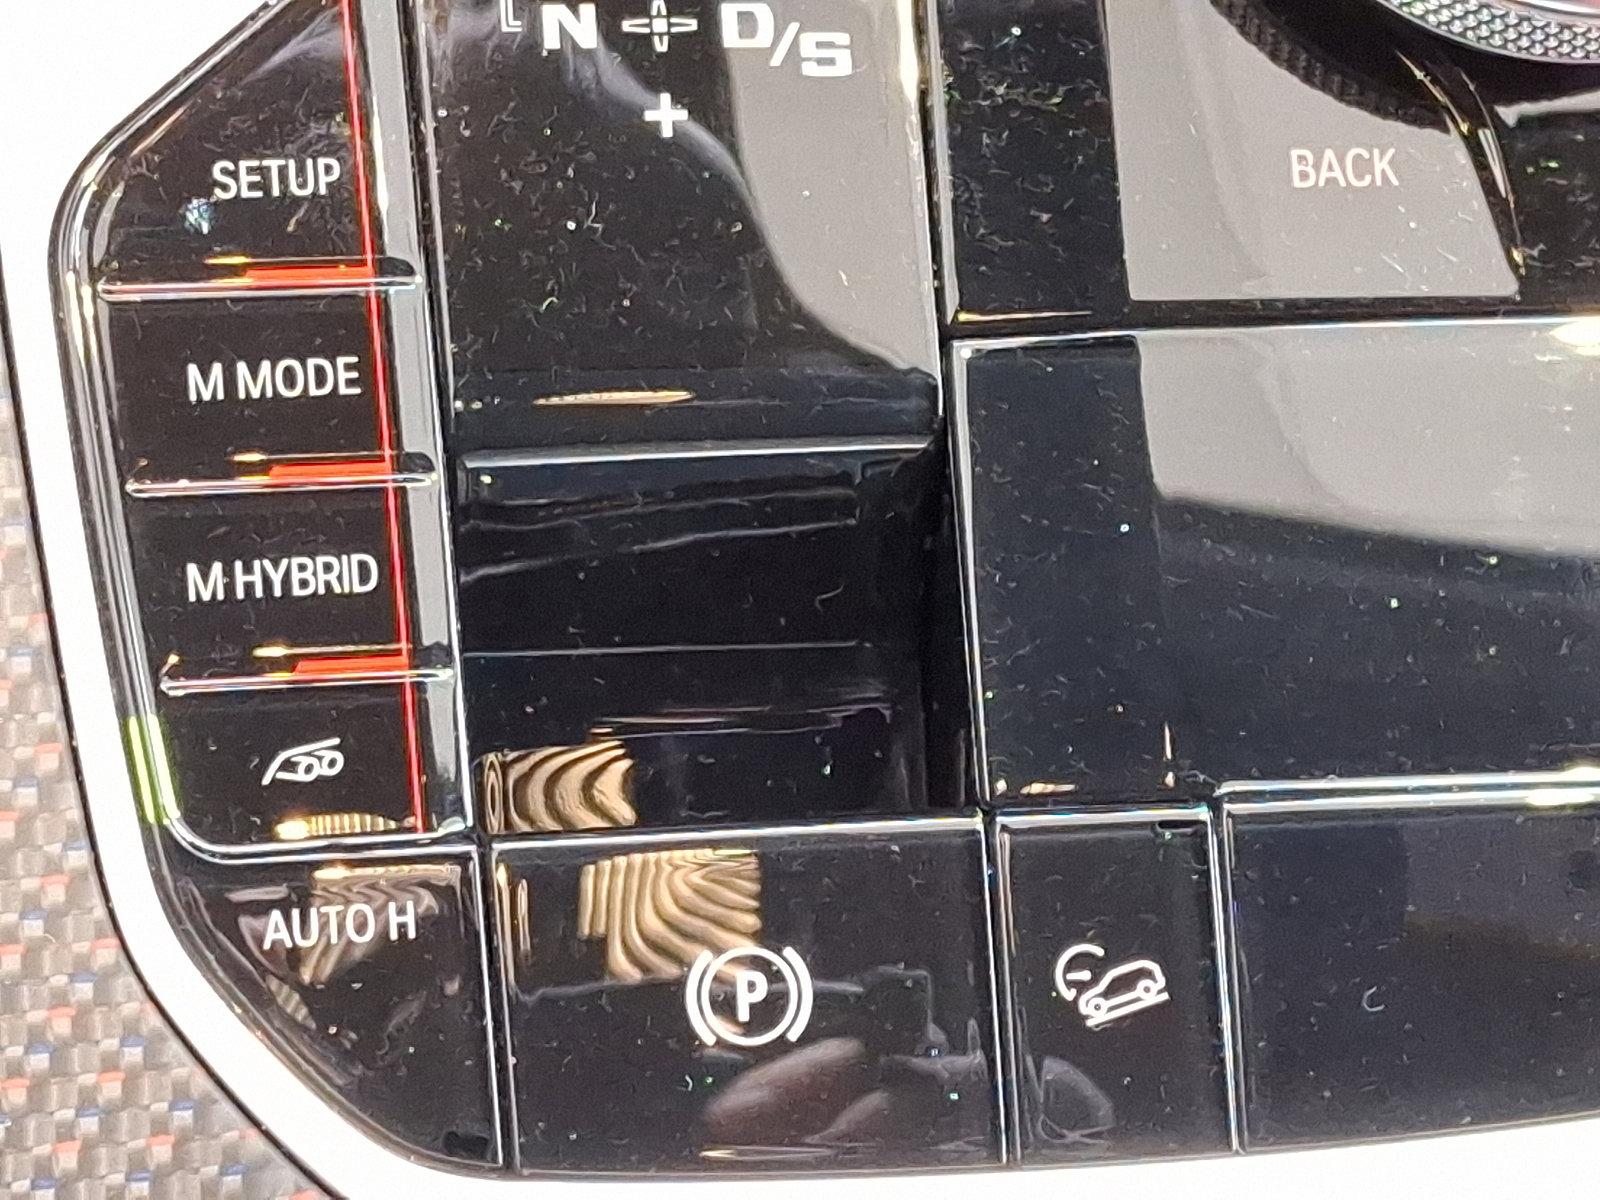 N D/S
+
SETUP
BACK
M MODE
M HYBRID
AUTO H
P